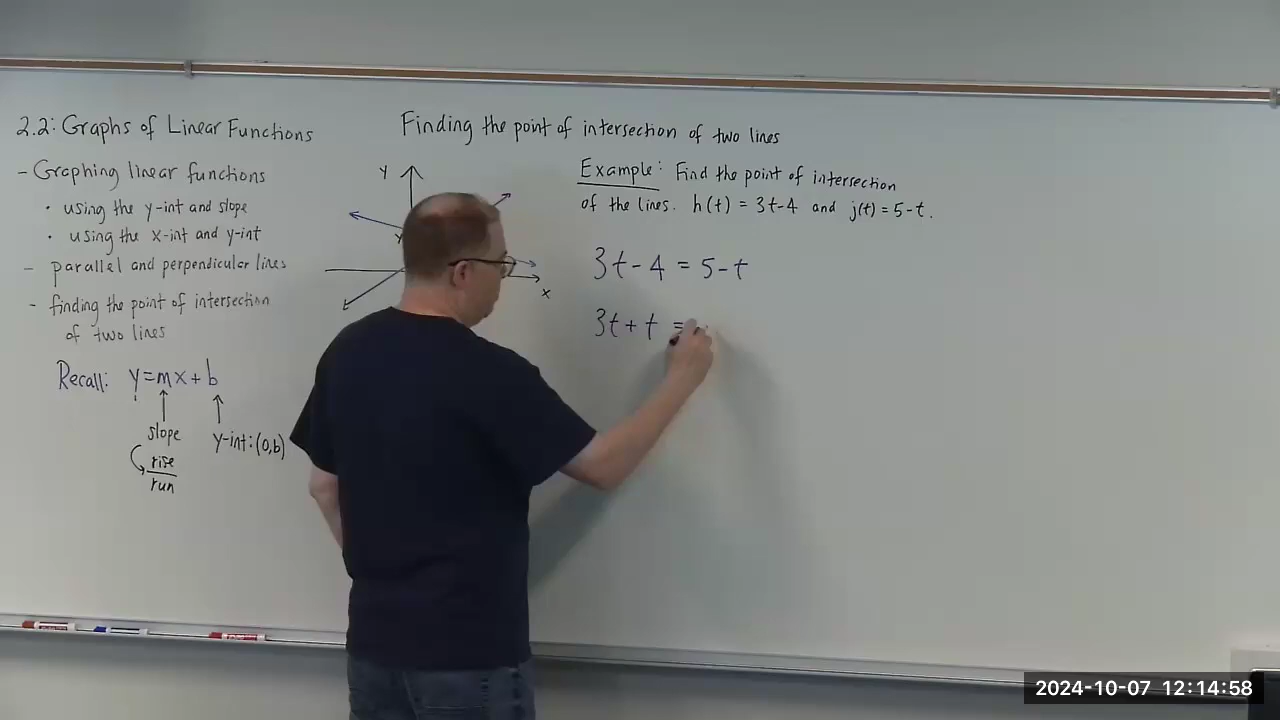 2.2: Graphs of Linear Functions
- Graphing linear functions
• using the y-int and slope
• using the x-int and y-int
- parallel and perpendicular lines
- finding the point of intersection
of two lines
Recall: y=mx+b
slope
y-int:(0,b)
rise
run
Finding the point of intersection of two lines
y
x
Example: Find the point of intersection
of the lines. h(t) = 3t-4 and j(t) = 5-t.
3t-4 = 5-t
3t+t =
2024-10-07 12:14:58